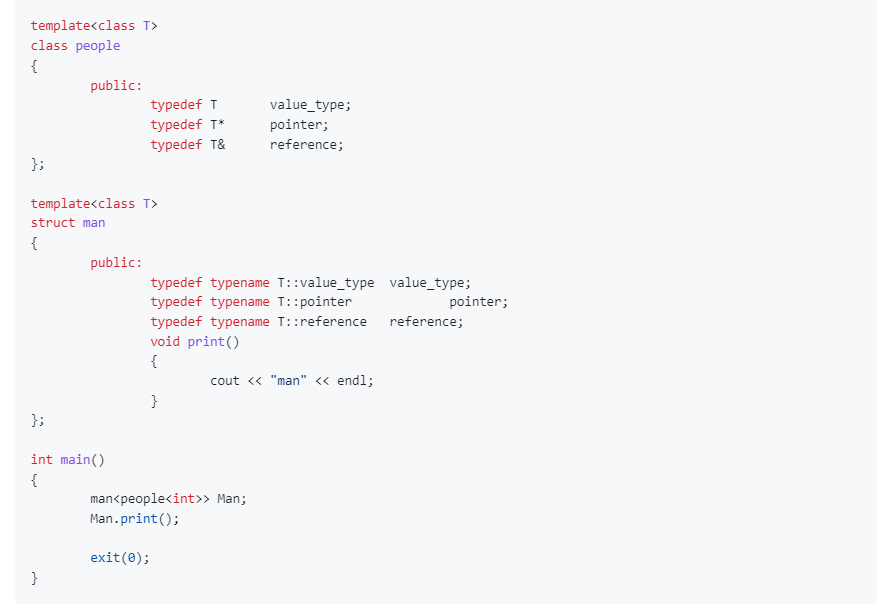 template<class T>
class people
{
        public:
                typedef T       value_type;
                typedef T*      pointer;
                typedef T&      reference;
};

template<class T>
struct man
{
        public:
                typedef typename T::value_type  value_type;
                typedef typename T::pointer             pointer;
                typedef typename T::reference   reference;
                void print()
                {
                        cout << "man" << endl;
                }
};

int main()
{
        man<people<int>> Man;
        Man.print();

        exit(0);
}